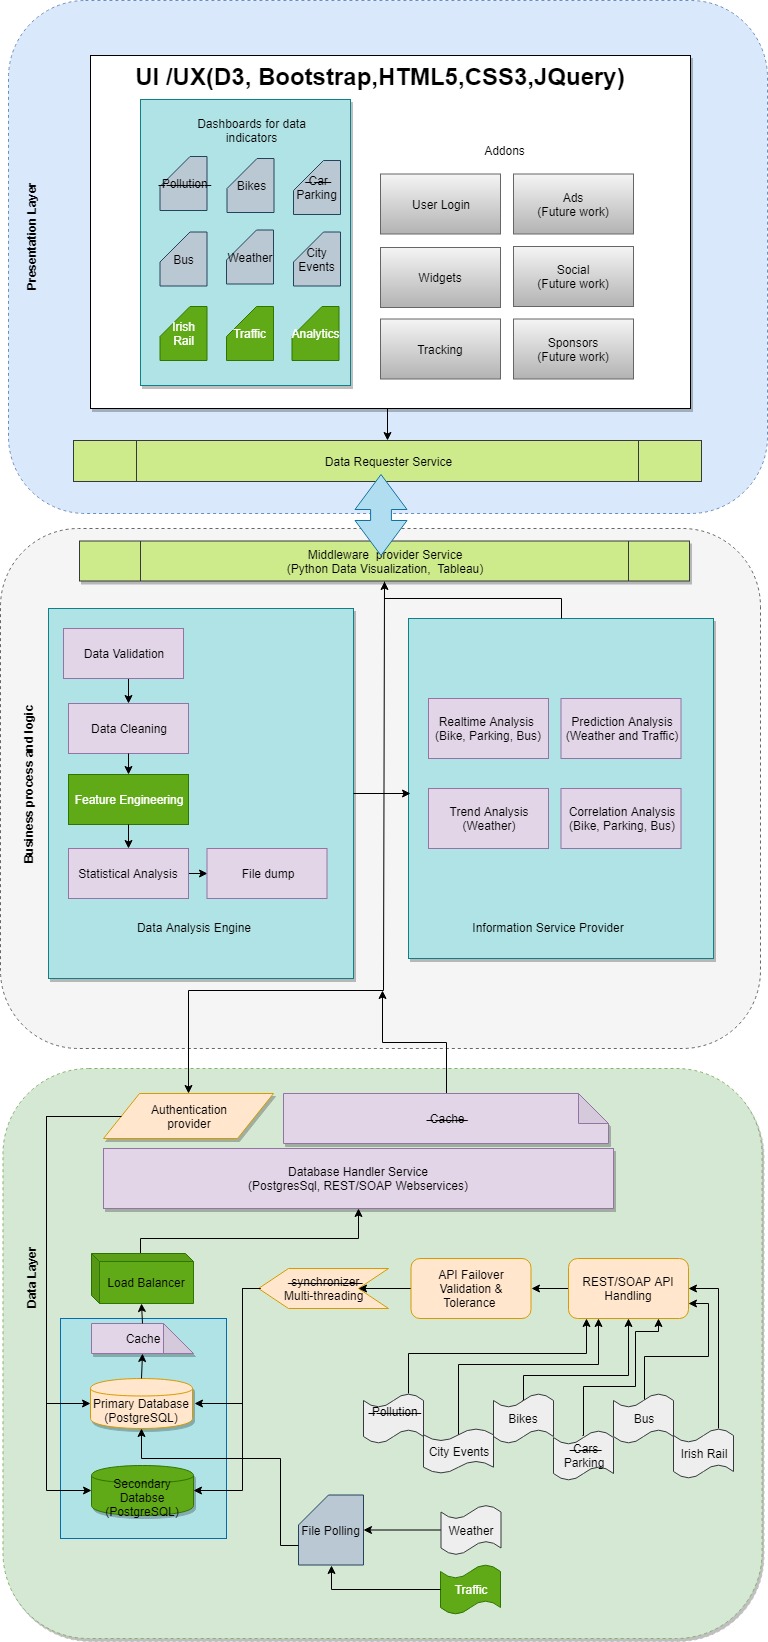 UI /UX(D3, Bootstrap,HTML5,CSS3,JQuery)
Presentation Layer
Dashboards for data
indicators
Pollution
Bikes
Car
Parking
Bus
Weather
City
Events
Irish
Rail
Traffic
Analytics
Addons
User Login
Ads
(Future work)
Widgets
Social
(Future work)
Tracking
Sponsors
(Future work)
Data Requester Service
Middleware provider Service
(Python Data Visualization, Tableau)
Business process and logic
Data Validation
Data Cleaning
Feature Engineering
Statistical Analysis
File dump
Data Analysis Engine
Realtime Analysis
(Bike, Parking, Bus)
Prediction Analysis
(Weather and Traffic)
Trend Analysis
(Weather)
Correlation Analysis
(Bike, Parking, Bus)
Information Service Provider
Data Layer
Authentication
provider
Cache
Database Handler Service
(PostgresSql, REST/SOAP Webservices)
Load Balancer
synchronizer
Multi-threading
API Failover
Validation &
Tolerance
REST/SOAP API
Handling
Cache
Primary Database
(PostgreSQL)
Secondary
Databse
(PostgreSQL)
Pollution
City Events
Bikes
Cars
Parking
Bus
Irish Rail
File Polling
Weather
Traffic